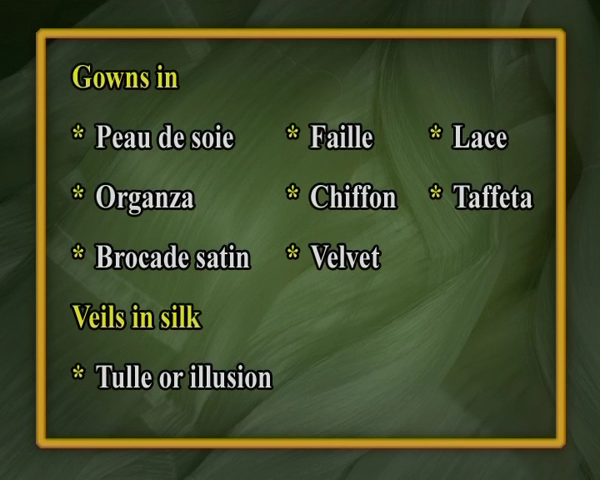 Gowns in
* Peau de soie * Faille * Lace
* Organza * Chiffon * Taffeta
* Brocade satin * Velvet
Veils in silk
* Tulle or illusion